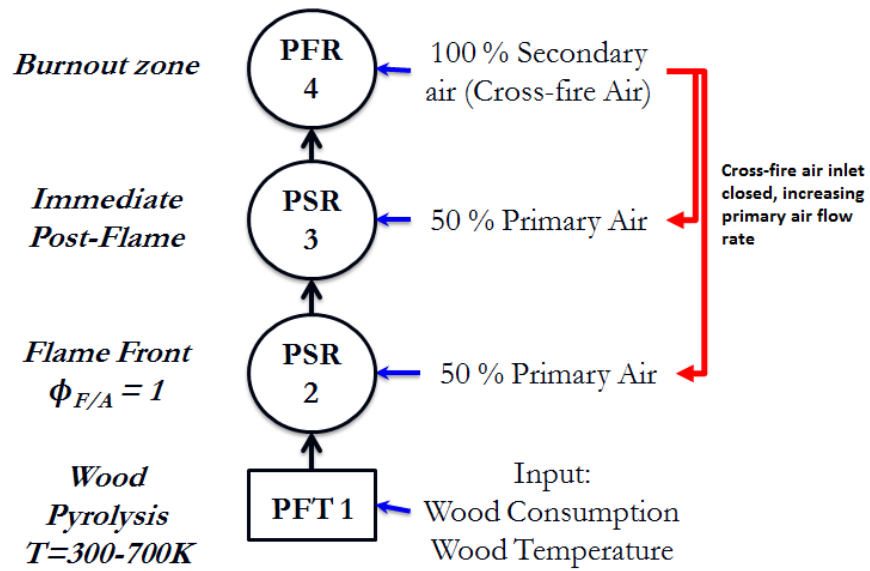 Burnout zone
PFR
4
100 % Secondary
air (Cross-fire Air)
Cross-fire air inlet
closed, increasing
primary air flow
rate
Immediate
Post-Flame
PSR
3
50 % Primary Air
Flame Front
ϕF/A = 1
PSR
2
50 % Primary Air
Wood
Pyrolysis
T=300-700K
PFT 1
Input:
Wood Consumption
Wood Temperature